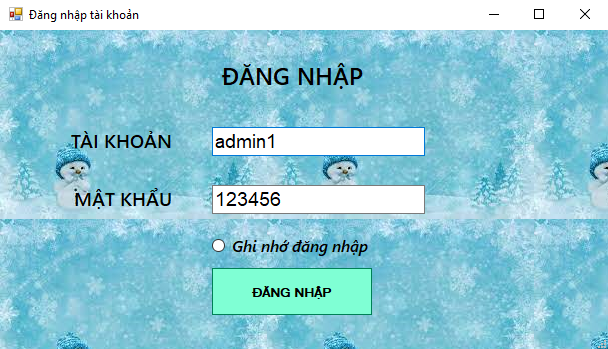 Đăng nhập tài khoản
ĐĂNG NHẬP
TÀI KHOẢN admin1
MẬT KHẨU 123456
Ghi nhớ đăng nhập
ĐĂNG NHẬP